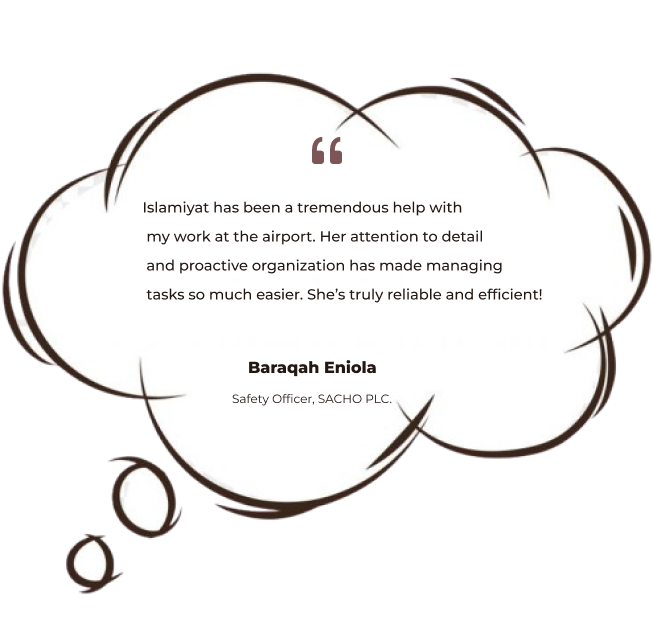 “
Islamiyat has been a tremendous help with
my work at the airport. Her attention to detail
and proactive organization has made managing
tasks so much easier. She’s truly reliable and efficient!
Baraqah Eniola
Safety Officer, SACHO PLC.